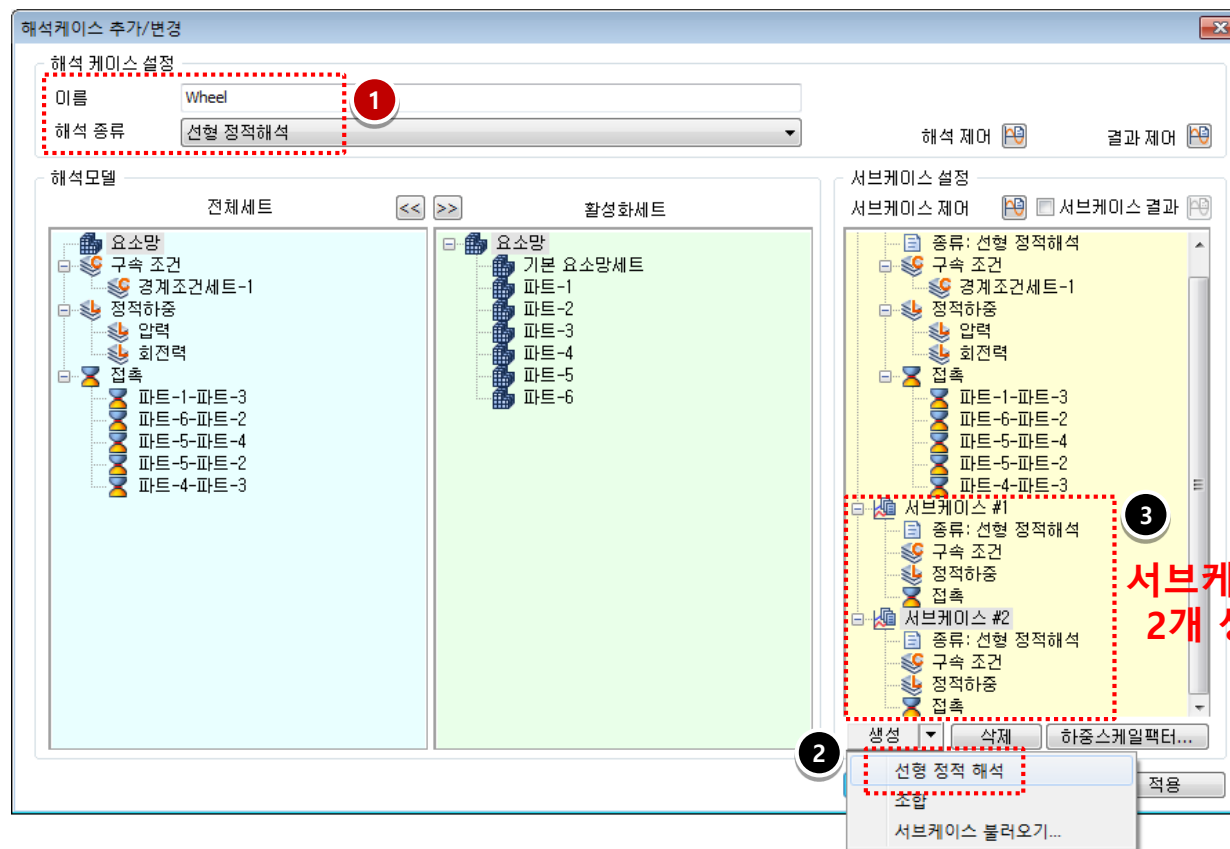 해석케이스 추가/변경
해석 케이스 설정
이름 Wheel
1
해석 종류 선형 정적해석
해석 제어 결과 제어
해석모델
전체세트 << >> 활성화세트
요소망
구속 조건
경계조건세트-1
정적하중
압력
회전력
접촉
파트-1-파트-3
파트-6-파트-2
파트-5-파트-4
파트-5-파트-2
파트-4-파트-3
요소망
기본 요소망세트
파트-1
파트-2
파트-3
파트-4
파트-5
파트-6
서브케이스 설정
서브케이스 제어 서브케이스 결과
종류: 선형 정적해석
구속 조건
경계조건세트-1
정적하중
압력
회전력
접촉
파트-1-파트-3
파트-6-파트-2
파트-5-파트-4
파트-5-파트-2
파트-4-파트-3
서브케이스 #1
종류: 선형 정적해석
구속 조건
정적하중
접촉
서브케이스 #2
종류: 선형 정적해석
구속 조건
정적하중
접촉
3
서브케
2개
생성 삭제 하중스케일팩터...
2
선형 정적 해석
조합
서브케이스 불러오기...
적용